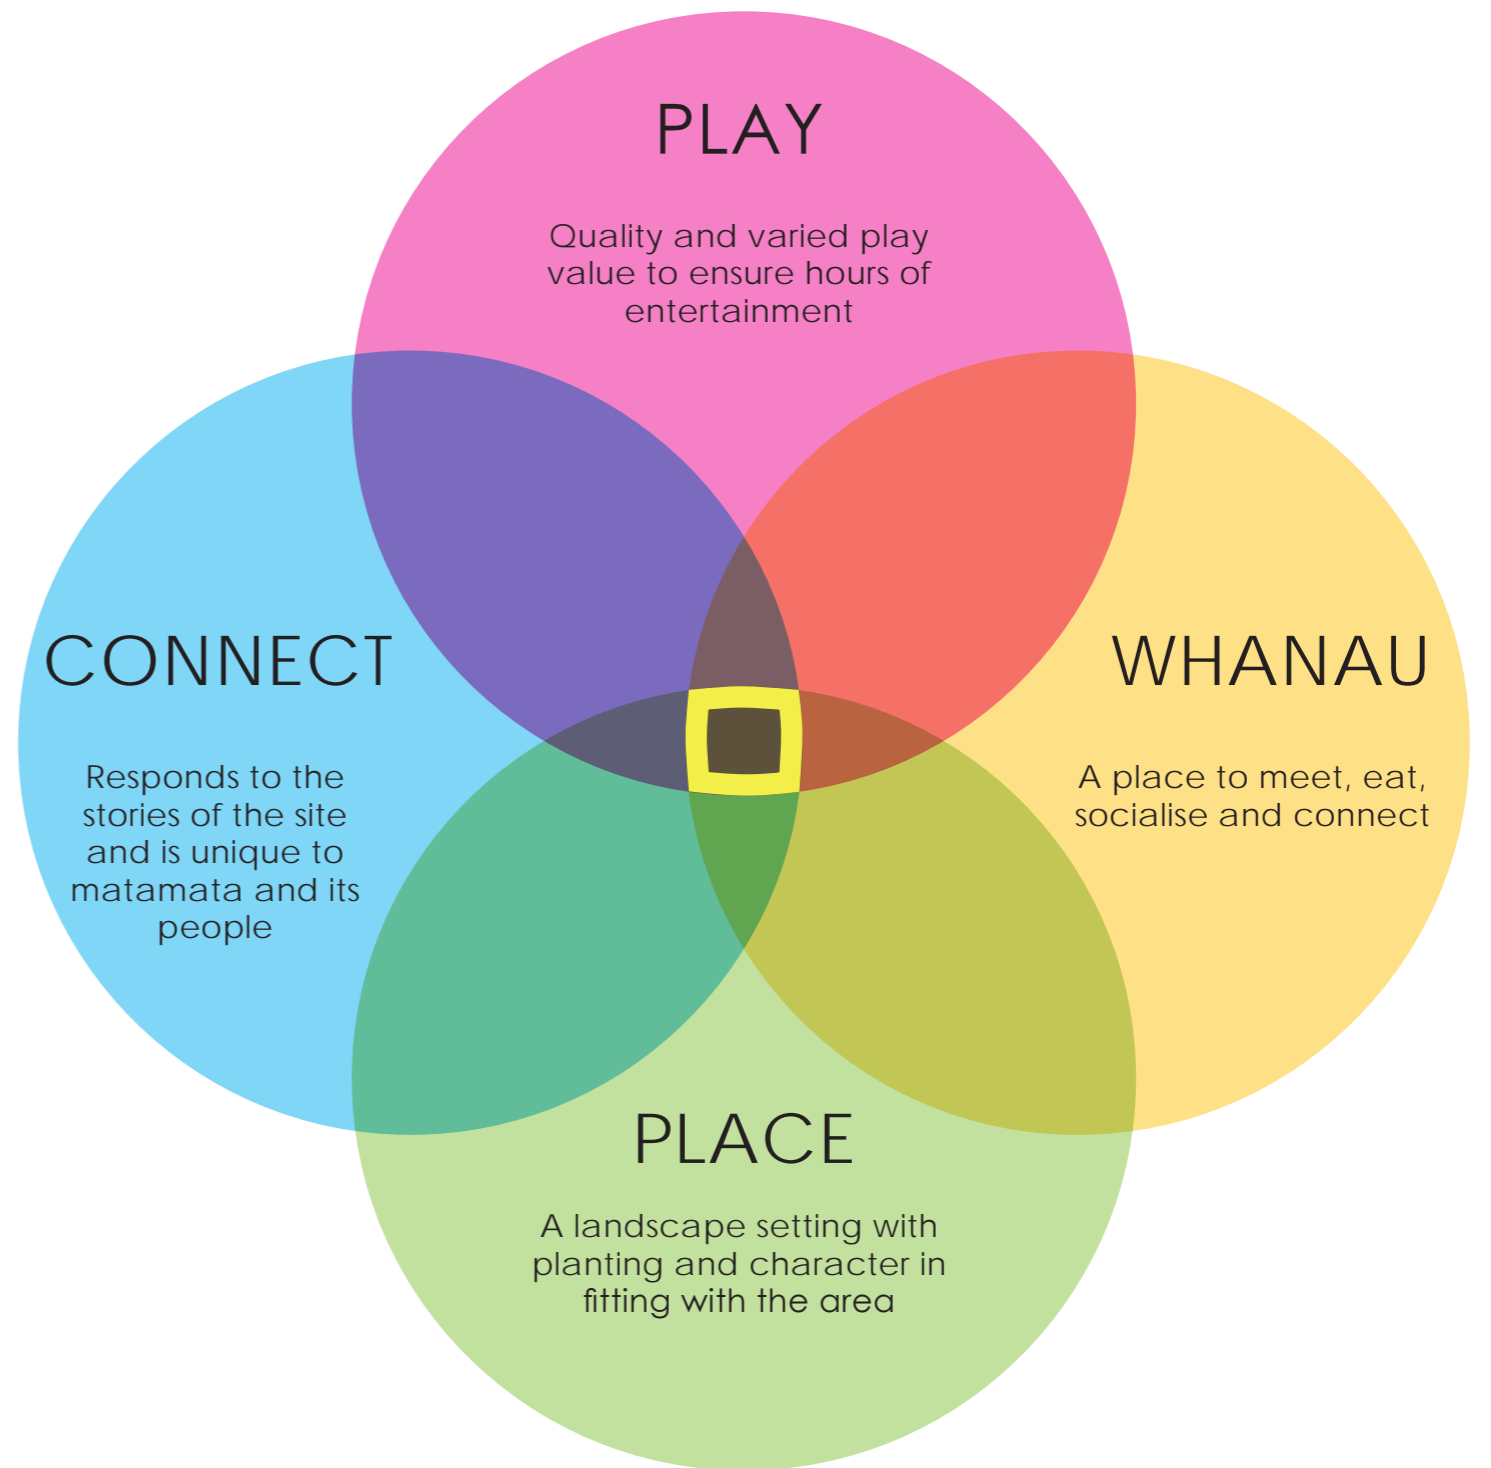 PLAY
Quality and varied play
value to ensure hours of
entertainment
CONNECT
Responds to the
stories of the site
and is unique to
matamata and its
people
WHANAU
A place to meet, eat,
socialise and connect
PLACE
A landscape setting with
planting and character in
fitting with the area